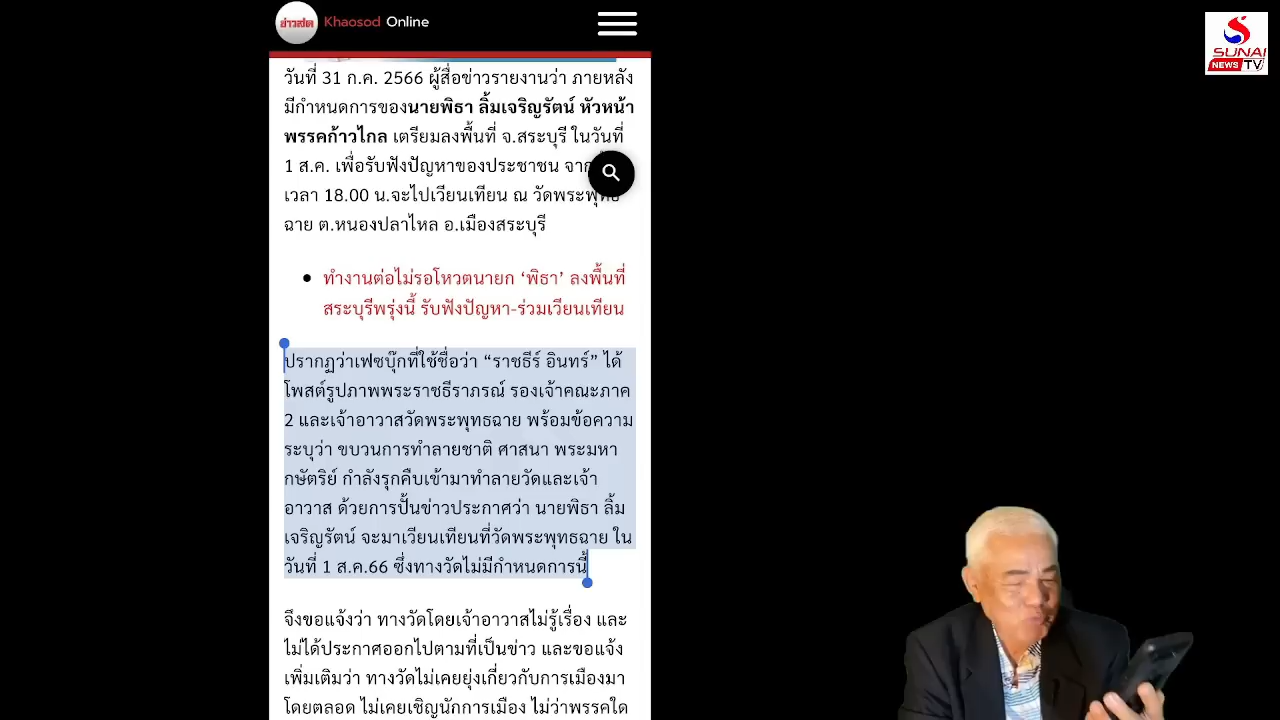 ข่าวสด Khaosod Online
SUNAI
NEWS TV
วันที่ 31 ก.ค. 2566 ผู้สื่อข่าวรายงานว่า ภายหลัง
มีกำหนดการของนายพิธา ลิ้มเจริญรัตน์ หัวหน้า
พรรคก้าวไกล เตรียมลงพื้นที่ จ.สระบุรี ในวันที่
1 ส.ค. เพื่อรับฟังปัญหาของประชาชน
เวลา 18.00 น.จะไปเวียนเทียน ณ วัดพระพุทธ
ฉาย ต.หนองปลาไหล อ.เมืองสระบุรี
• ทำงานต่อไม่รอโหวตนายก ‘พิธา’ ลงพื้นที่
สระบุรีพรุ่งนี้ รับฟังปัญหา-ร่วมเวียนเทียน
ปรากฏว่าเฟซบุ๊กที่ใช้ชื่อว่า “ราชธีร์ อินทร์” ได้
โพสต์รูปภาพพระราชธีราภรณ์ รองเจ้าคณะภาค
2 และเจ้าอาวาสวัดพระพุทธฉาย พร้อมข้อความ
ระบุว่า ขบวนการทำลายชาติ ศาสนา พระมหา
กษัตริย์ กำลังรุกคืบเข้ามาทำลายวัดและเจ้า
อาวาส ด้วยการปั้นข่าวประกาศว่า นายพิธา ลิ้ม
เจริญรัตน์ จะมาเวียนเทียนที่วัดพระพุทธฉาย ใน
วันที่ 1 ส.ค.66 ซึ่งทางวัดไม่มีกำหนดการนี้
จึงขอแจ้งว่า ทางวัดโดยเจ้าอาวาสไม่รู้เรื่อง และ
ไม่ได้ประกาศออกไปตามที่เป็นข่าว และขอแจ้ง
เพิ่มเติมว่า ทางวัดไม่เคยยุ่งเกี่ยวกับการเมืองมา
โดยตลอด ไม่เคยเชิญนักการเมือง ไม่ว่าพรรคใด